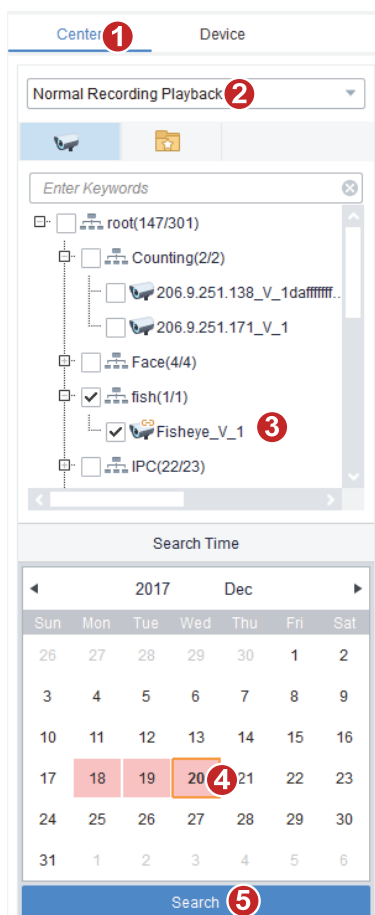 Center 1 Device
Normal Recording Playback 2
Enter Keywords
root(147/301)
Counting(2/2)
206.9.251.138_V_1dafffffff..
206.9.251.171_V_1
Face(4/4)
fish(1/1)
Fisheye_V_1 3
IPC(22/23)
Search Time
2017 Dec
Sun Mon Tue Wed Thu Fri Sat
26 27 28 29 30 1 2
3 4 5 6 7 8 9
10 11 12 13 14 15 16
17 18 19 20 4 21 22 23
24 25 26 27 28 29 30
31 1 2 3 4 5 6
Search 5